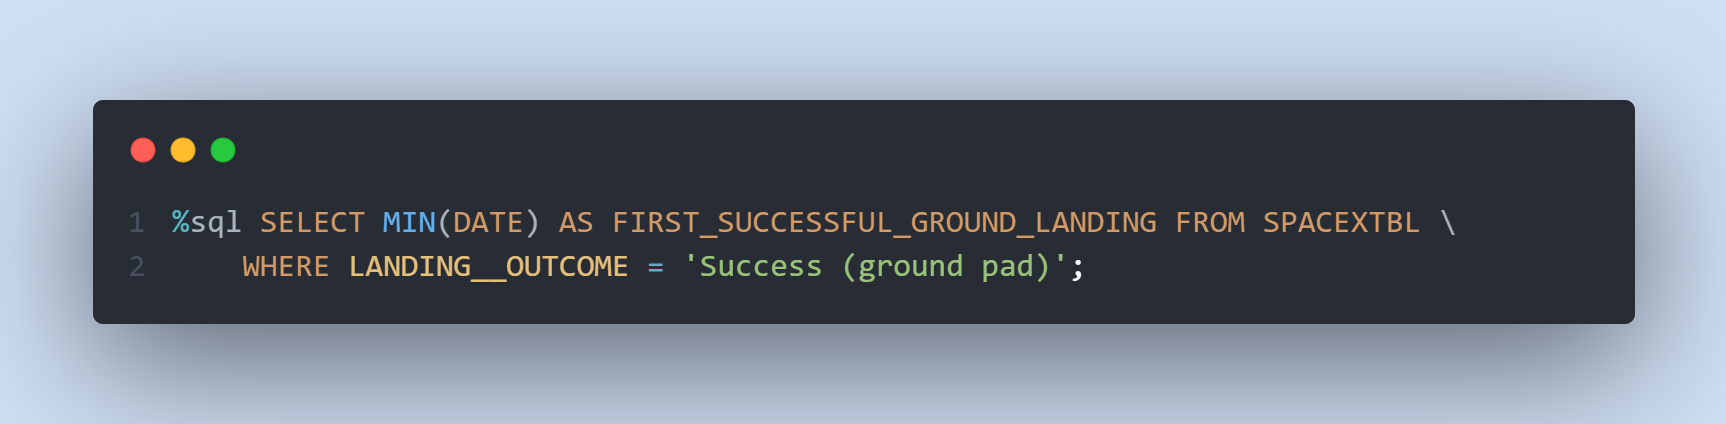 1 %sql SELECT MIN(DATE) AS FIRST_SUCCESSFUL_GROUND_LANDING FROM SPACEXTBL \
2     WHERE LANDING__OUTCOME = 'Success (ground pad)';